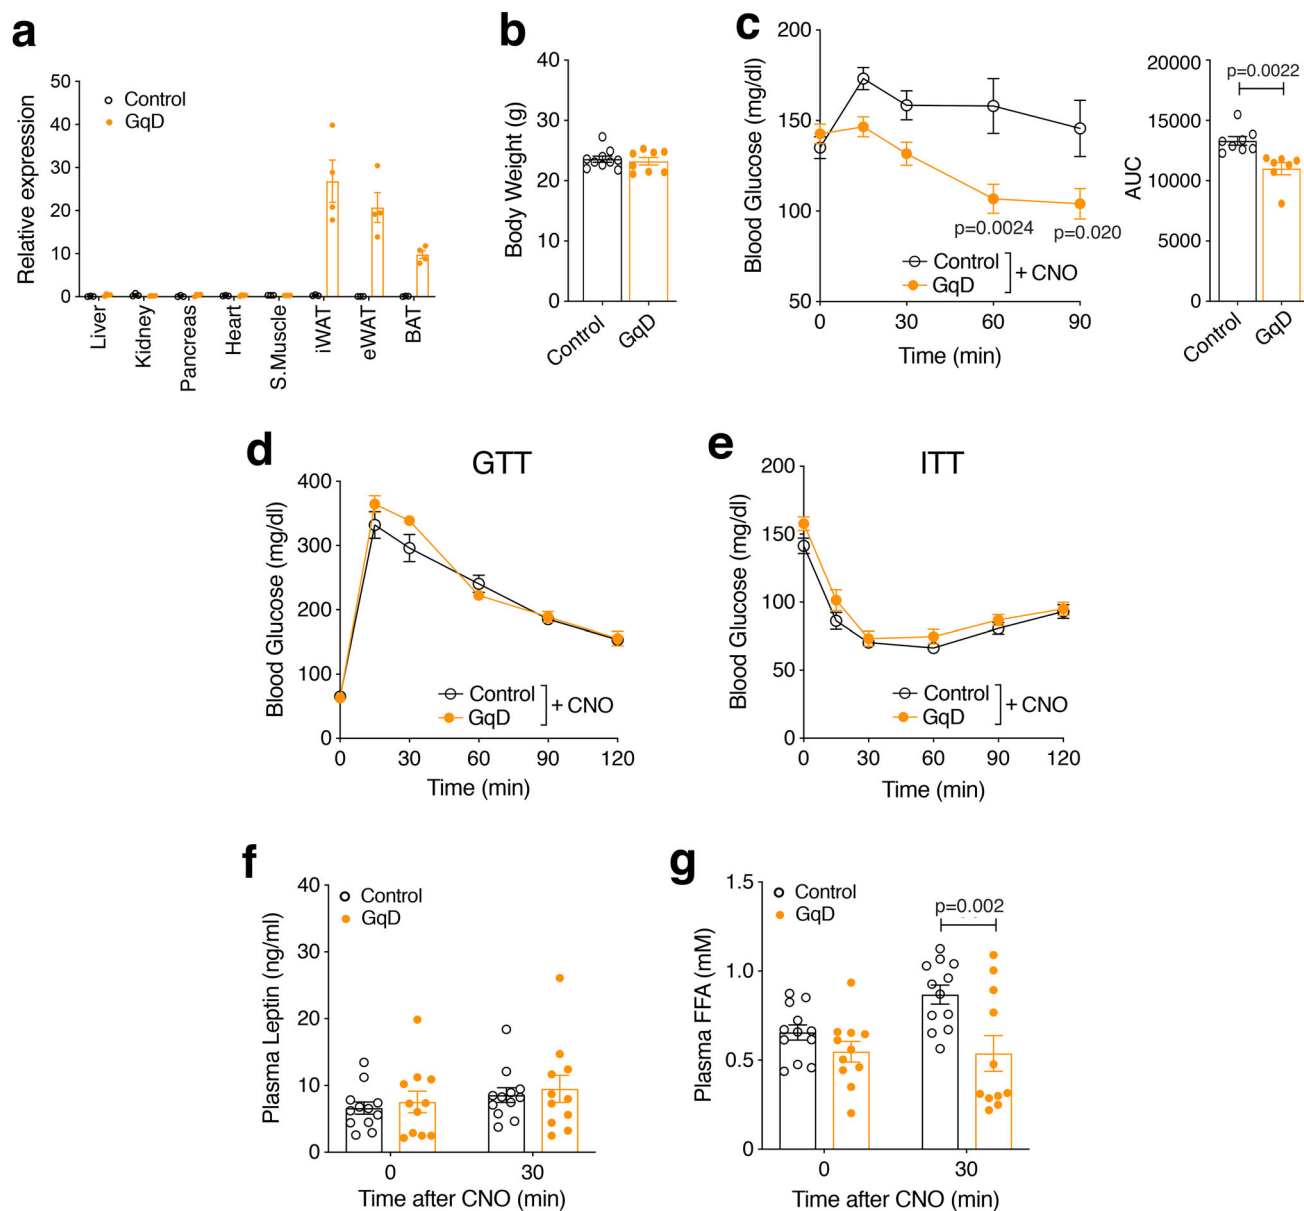 a
Relative expression
50
40
30
20
10
0
Control
GqD
Liver
Kidney
Pancreas
Heart
S.Muscle
iWAT
eWAT
BAT
b
Body Weight (g)
40
30
20
10
0
Control
GqD
c
Blood Glucose (mg/dl)
200
150
100
50
p=0.0024
p=0.020
Control
GqD
+ CNO
0
30
60
90
Time (min)
AUC
20000
15000
10000
5000
0
p=0.0022
Control
GqD
d
GTT
Blood Glucose (mg/dl)
400
300
200
100
0
Control
GqD
+ CNO
0
30
60
90
120
Time (min)
e
ITT
Blood Glucose (mg/dl)
200
150
100
50
0
Control
GqD
+ CNO
0
30
60
90
120
Time (min)
f
Plasma Leptin (ng/ml)
40
30
20
10
0
Control
GqD
0
30
Time after CNO (min)
g
Plasma FFA (mM)
1.5
1.0
0.5
0
Control
GqD
p=0.002
0
30
Time after CNO (min)